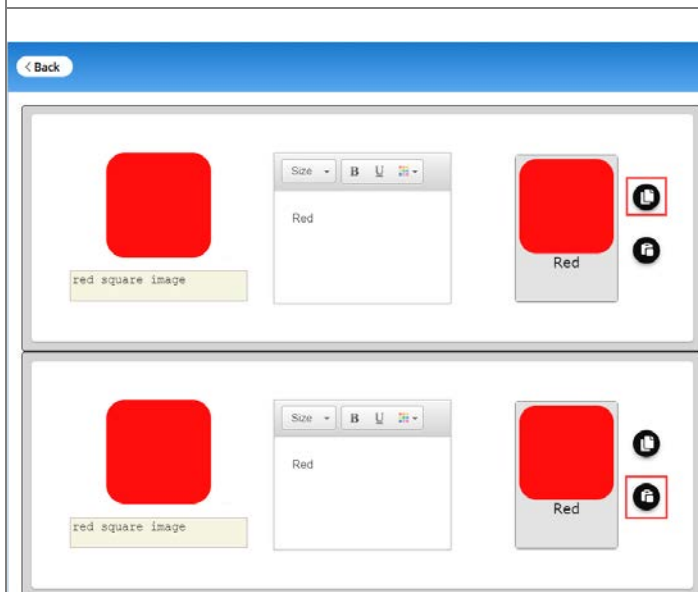 < Back
Size
B U
Red
Red
red square image
Size
B U
Red
Red
red square image